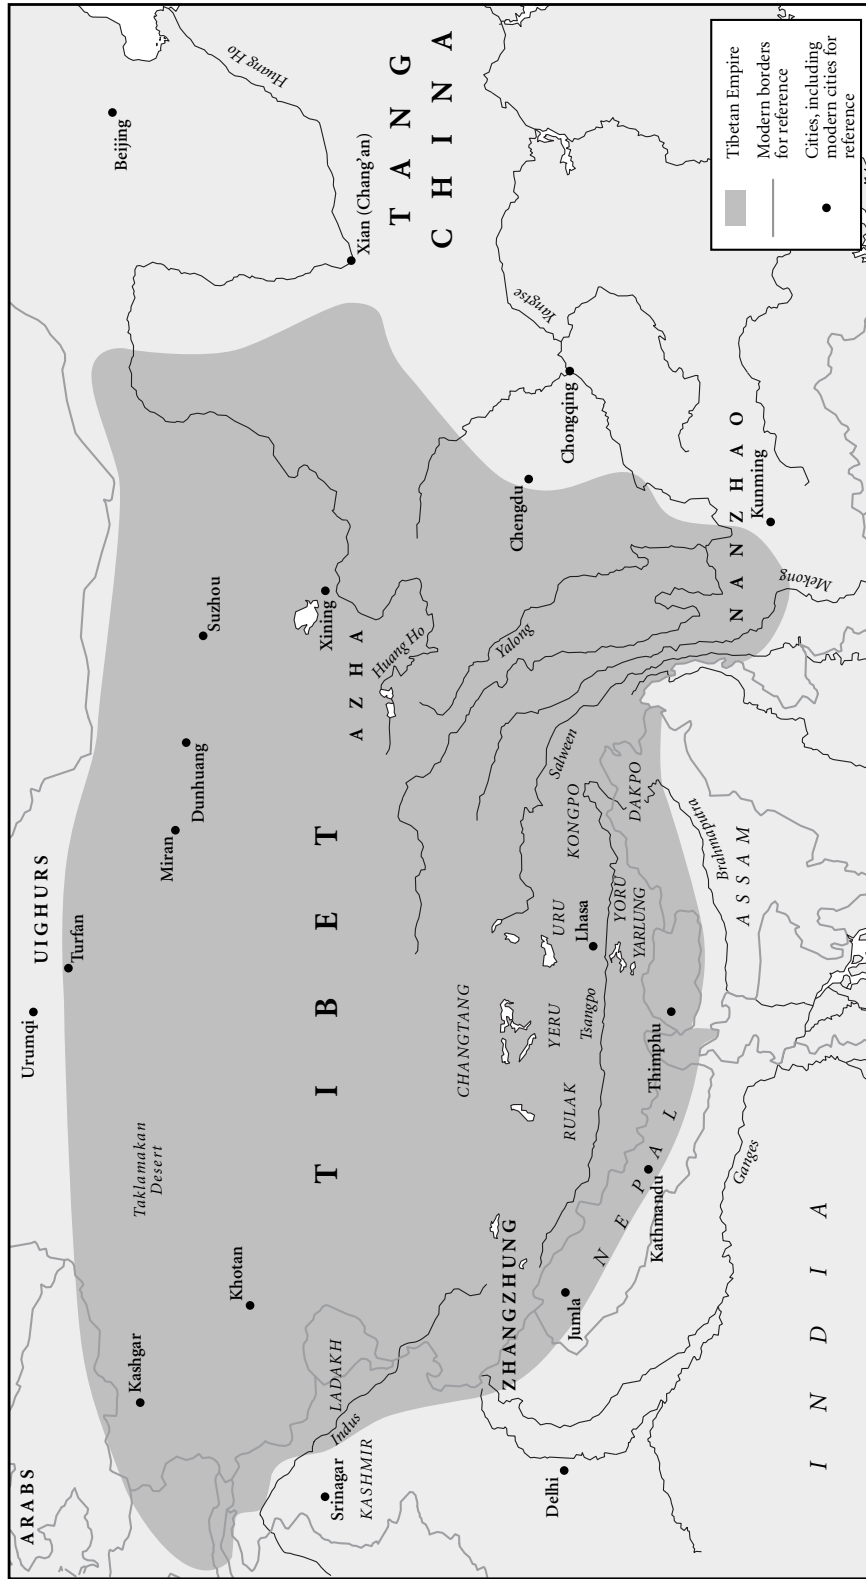 ARABS
UIGHURS
Urumqi
Turfan
Beijing
Huang Ho
Kashgar
Taklamakan
Desert
Miran
Dunhuang
Suzhou
Khotan
T I B E T
A Z H A
Xining
Huang Ho
Xian (Chang'an)
T A N G
C H I N A
LADAKH
Indus
Srinagar
KASHMIR
CHANGTANG
ZHANGZHUNG
RULAK
YERU
URU
KONGPO
Salween
Yalong
Chengdu
Chongqing
Yangtse
Delhi
Jumla
N E P A L
Kathmandu
Tsangpo
Lhasa
YORU
YARLUNG
DAKPO
Thimphu
Brahmaputra
A S S A M
N A N Z H A O
Kunming
Mekong
Ganges
I N D I A
Tibetan Empire
Modern borders
for reference
Cities, including
modern cities for
reference